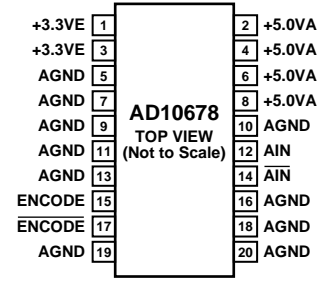 +3.3VE 1 2 +5.0VA
+3.3VE 3 4 +5.0VA
AGND 5 6 +5.0VA
AGND 7 8 +5.0VA
AD10678
AGND 9 10 AGND
TOP VIEW
AGND 11 (Not to Scale) 12 AIN
AGND 13 14 A̅I̅N̅
ENCODE 15 16 AGND
E̅N̅C̅O̅D̅E̅ 17 18 AGND
AGND 19 20 AGND